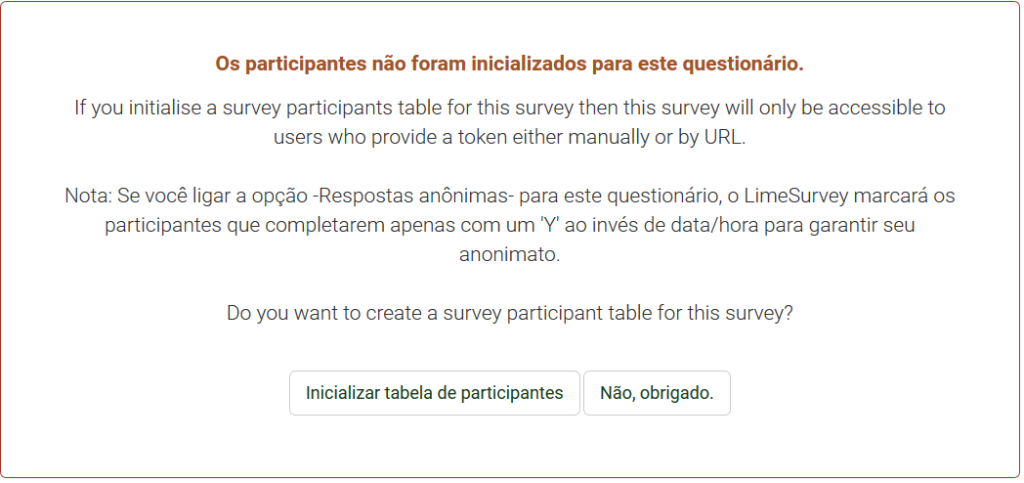 Os participantes não foram inicializados para este questionário.
If you initialise a survey participants table for this survey then this survey will only be accessible to
users who provide a token either manually or by URL.
Nota: Se você ligar a opção -Respostas anônimas- para este questionário, o LimeSurvey marcará os
participantes que completarem apenas com um 'Y' ao invés de data/hora para garantir seu
anonimato.
Do you want to create a survey participant table for this survey?
Inicializar tabela de participantes
Não, obrigado.